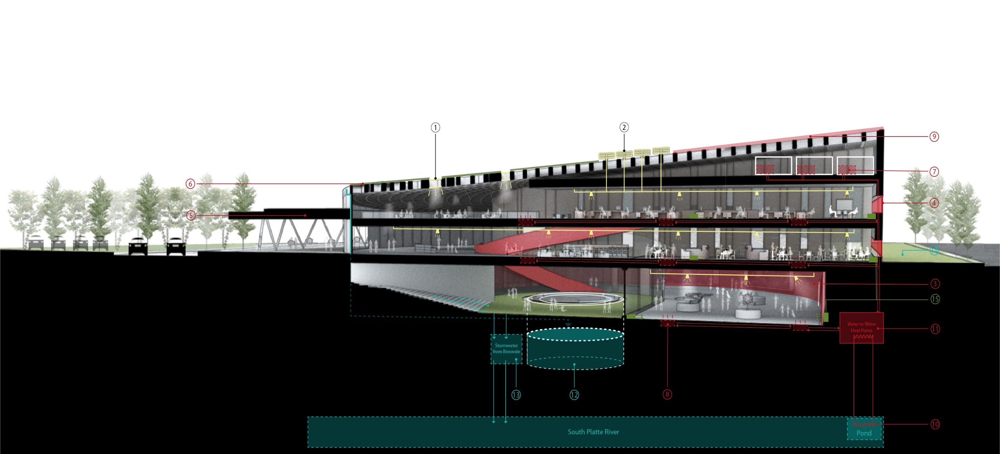 1
2
9
7
6
4
5
14
3
15
Water to Water
Heat Pump
11
Stormwater
from Bioswale
13
12
8
10
South Platte River
Pond